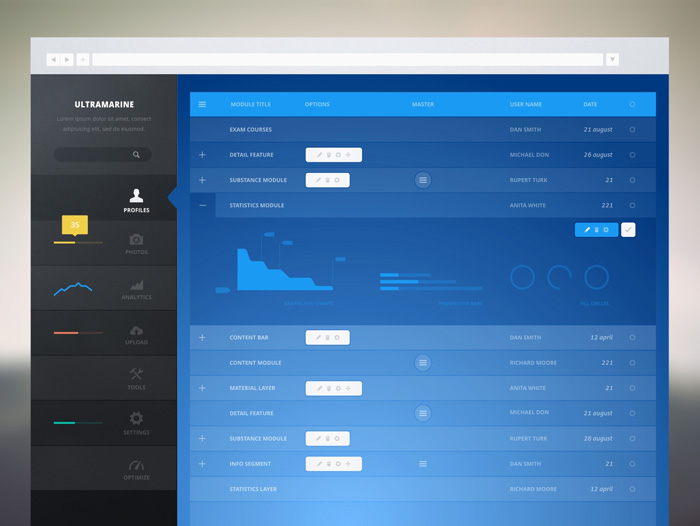 ULTRAMARINE
Lorem ipsum dolor sit amet, consect
adipiscing elit, sed do eiusmod.
PROFILES
35
PHOTOS
ANALYTICS
UPLOAD
TOOLS
SETTINGS
OPTIMIZE
MODULE TITLE OPTIONS MASTER USER NAME DATE
EXAM COURSES DAN SMITH 21 august
DETAIL FEATURE MICHAEL DON 26 august
SUBSTANCE MODULE RUPERT TURK 21
STATISTICS MODULE ANITA WHITE 221
CONTENT BAR DAN SMITH 12 april
CONTENT MODULE RICHARD MOORE 221
MATERIAL LAYER ANITA WHITE 21
DETAIL FEATURE MICHAEL DON 21 august
SUBSTANCE MODULE RUPERT TURK 26 august
INFO SEGMENT DAN SMITH 21
STATISTICS LAYER RICHARD MOORE 12 april